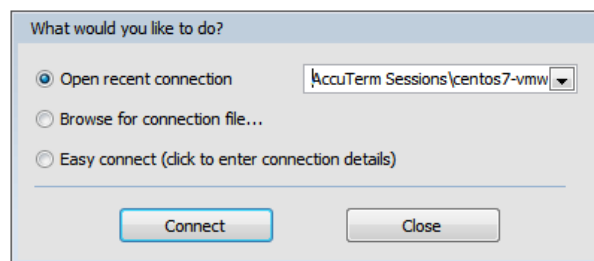 What would you like to do?
Open recent connection AccuTerm Sessions\centos7-vmw
Browse for connection file...
Easy connect (click to enter connection details)
Connect Close